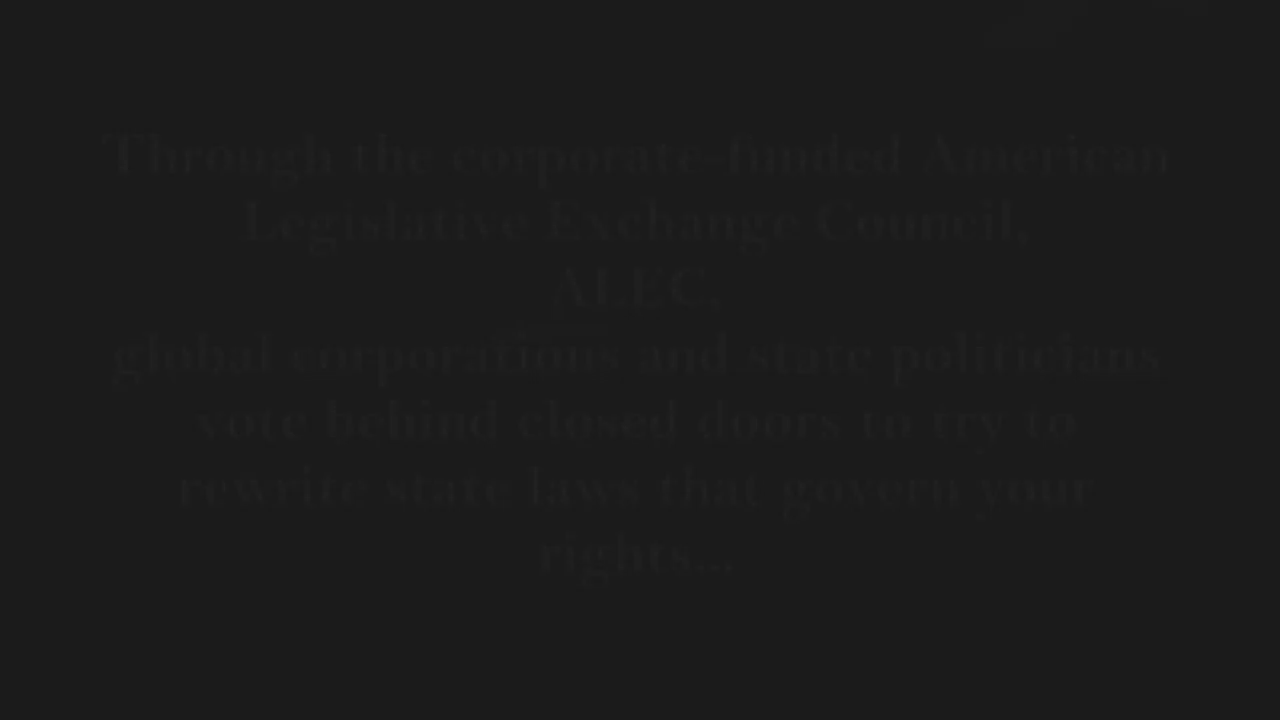 Through the corporate-funded American
Legislative Exchange Council,
ALEC.
global corporations and state politicians
vote behind closed doors to try to
rewrite state laws that govern your
rights...